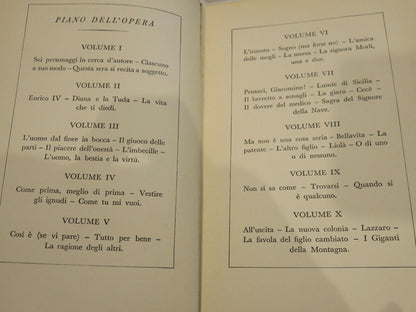 PIANO DELL'OPERA
VOLUME I
Sei personaggi in cerca d'autore – Ciascuno
a suo modo – Questa sera si recita a soggetto.
VOLUME II
Enrico IV – Diana e la Tuda – La vita
che ti diedi.
VOLUME III
L'uomo dal fiore in bocca – Il giuoco delle
parti – Il piacere dell'onestà – L'imbecille –
L'uomo, la bestia e la virtù.
VOLUME IV
Come prima, meglio di prima – Vestire
gli ignudi – Come tu mi vuoi.
VOLUME V
Così è (se vi pare) – Tutto per bene –
La ragione degli altri.
VOLUME VI
L'innesto – Sogno (ma forse no) – L'amica
delle mogli – La morsa – La signora Morli,
una e due.
VOLUME VII
Pensaci, Giacomino! – Lumie di Sicilia –
Il berretto a sonagli – La giara – Cecè –
Il dovere del medico – Sagra del Signore
della Nave.
VOLUME VIII
Ma non è una cosa seria – Bellavita – La
patente – L'altro figlio – Liolà – O di uno
o di nessuno.
VOLUME IX
Non si sa come – Trovarsi – Quando si
è qualcuno.
VOLUME X
All'uscita – La nuova colonia – Lazzaro –
La favola del figlio cambiato – I Giganti
della Montagna.